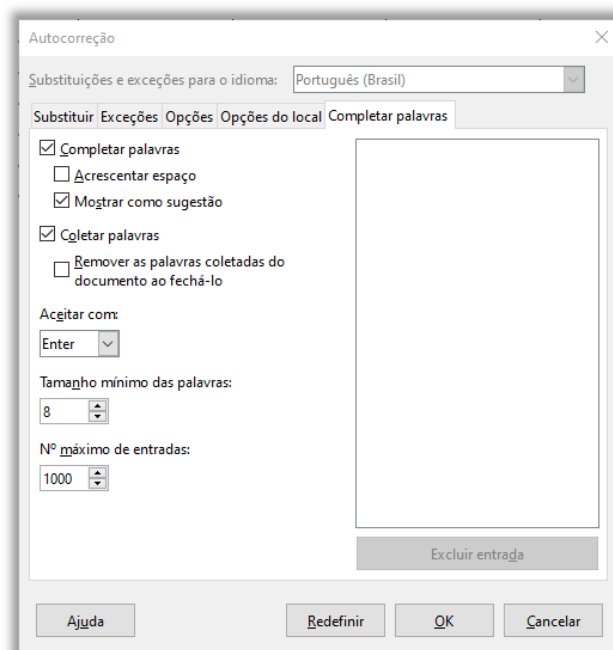 Autocorreção
Substituições e exceções para o idioma: Português (Brasil)
Substituir Exceções Opções Opções do local Completar palavras
Completar palavras
Acrescentar espaço
Mostrar como sugestão
Coletar palavras
Remover as palavras coletadas do
documento ao fechá-lo
Aceitar com:
Enter
Tamanho mínimo das palavras:
8
Nº máximo de entradas:
1000
Excluir entrada
Ajuda Redefinir OK Cancelar